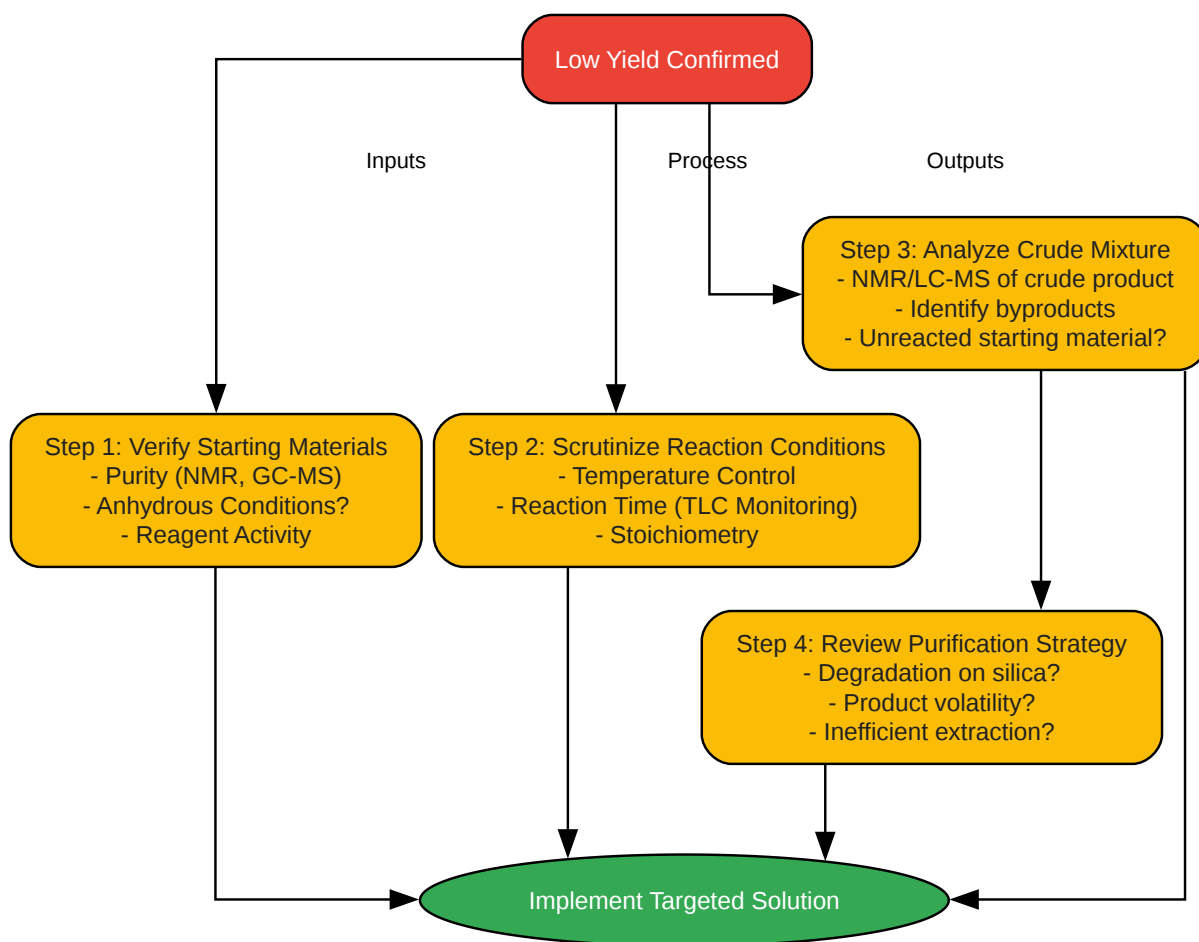 Low Yield Confirmed
Inputs
Process
Outputs
Step 3: Analyze Crude Mixture
- NMR/LC-MS of crude product
- Identify byproducts
- Unreacted starting material?
Step 1: Verify Starting Materials
- Purity (NMR, GC-MS)
- Anhydrous Conditions?
- Reagent Activity
Step 2: Scrutinize Reaction Conditions
- Temperature Control
- Reaction Time (TLC Monitoring)
- Stoichiometry
Step 4: Review Purification Strategy
- Degradation on silica?
- Product volatility?
- Inefficient extraction?
Implement Targeted Solution